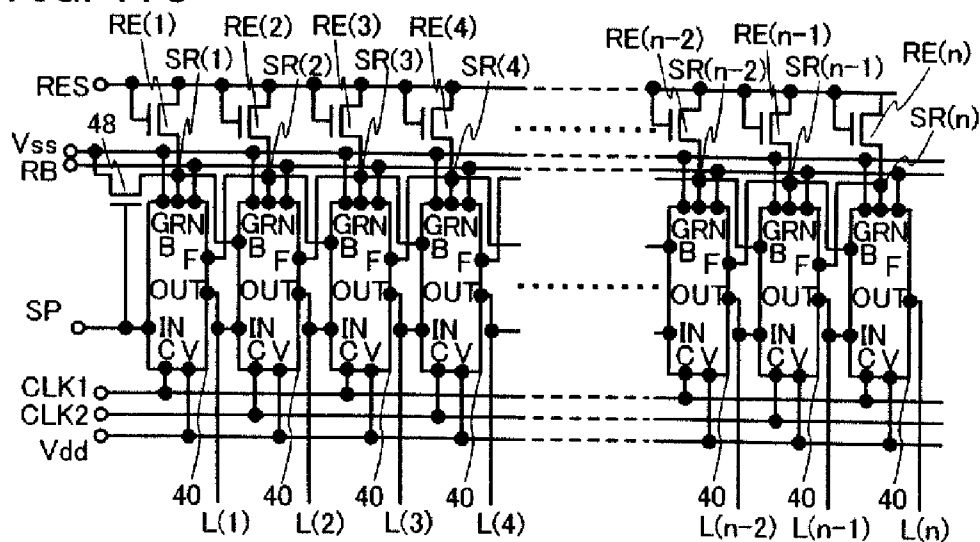 RE(1) RE(2) RE(3) RE(4) RE(n-2) RE(n-1) RE(n)
SR(1) SR(2) SR(3) SR(4) SR(n-2) SR(n-1) SR(n)
RES
48
Vss
RB
GRN GRN GRN GRN GRN GRN GRN
B B B B B B B
F F F F F F F
OUT OUT OUT OUT OUT OUT OUT
SP
IN IN IN IN IN IN IN
C V C V C V C V C V C V C V
CLK1
CLK2
Vdd
40 40 40 40 40 40 40
L(1) L(2) L(3) L(4) L(n-2) L(n-1) L(n)